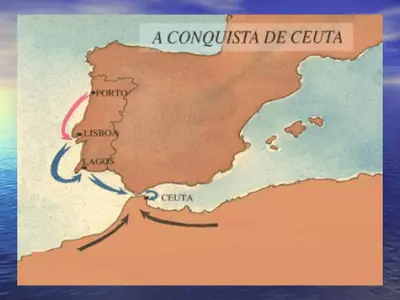 A CONQUISTA DE CEUTA
PORTO
LISBOA
LAGOS
CEUTA